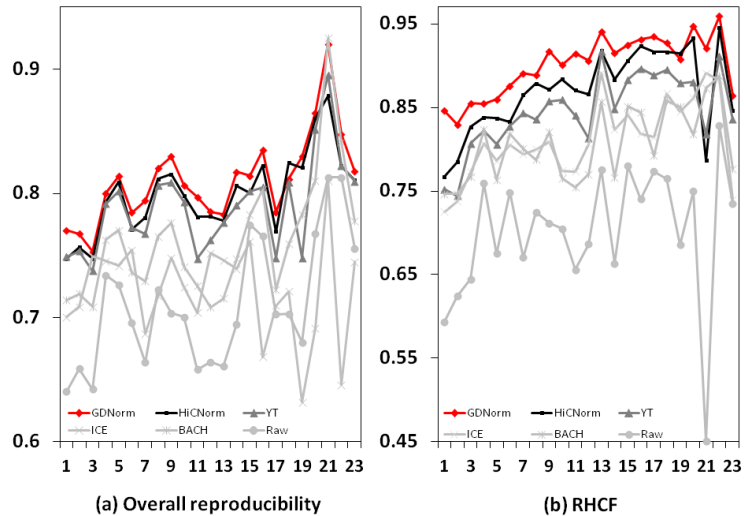 0.9
0.8
0.7
0.6
GDNorm HiCNorm YT
ICE BACH Raw
1 3 5 7 9 11 13 15 17 19 21 23
(a) Overall reproducibility
0.95
0.85
0.75
0.65
0.55
0.45
GDNorm HiCNorm YT
ICE BACH Raw
1 3 5 7 9 11 13 15 17 19 21 23
(b) RHCF